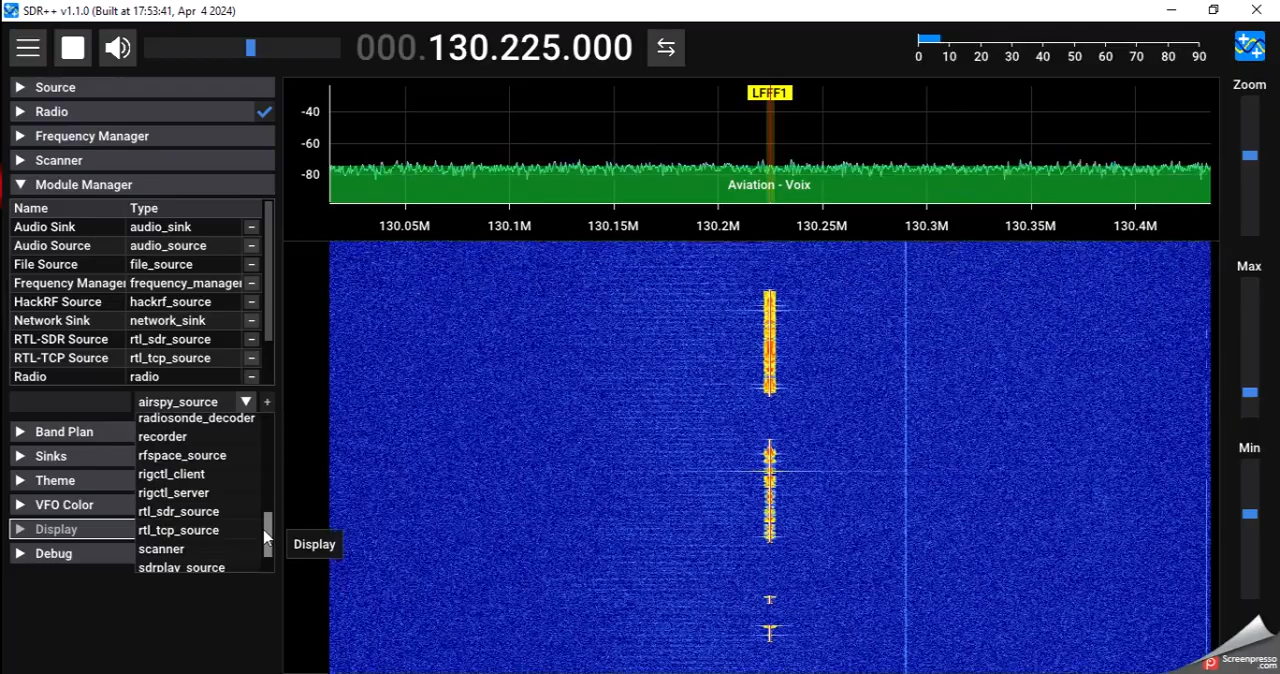 SDR++ v1.1.0 (Built at 17:53:41, Apr 4 2024)
000.130.225.000
0 10 20 30 40 50 60 70 80 90
Source
Radio
Frequency Manager
Scanner
Module Manager
Name Type
Audio Sink audio_sink −
Audio Source audio_source −
File Source file_source −
Frequency Manager frequency_manager −
HackRF Source hackrf_source −
Network Sink network_sink −
RTL-SDR Source rtl_sdr_source −
RTL-TCP Source rtl_tcp_source −
Radio radio −
airspy_source +
radiosonde_decoder
recorder
rfspace_source
rigctl_client
rigctl_server
rtl_sdr_source
rtl_tcp_source
scanner
sdrplay_source
Band Plan
Sinks
Theme
VFO Color
Display
Debug
Display
LFFF1
-40
-60
-80
Aviation - Voix
130.05M 130.1M 130.15M 130.2M 130.25M 130.3M 130.35M 130.4M
Zoom
Max
Min
Screenpresso
.com